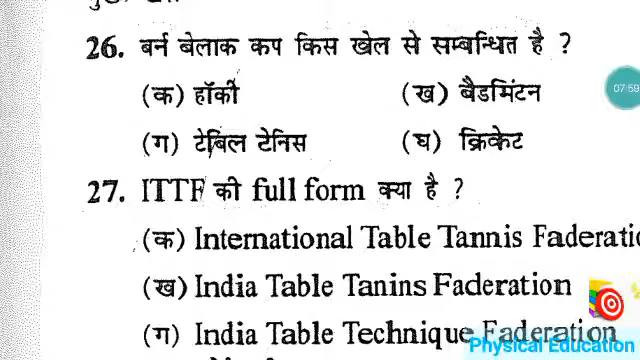 26. बर्न बेलाक कप किस खेल से सम्बन्धित है ?
(क) हॉकी (ख) बैडमिंटन
07:59
(ग) टेबिल टेनिस (घ) क्रिकेट
27. ITTF की full form क्या है ?
(क) International Table Tannis
(ख) India Table Tanins Faderation
(ग) India Table Technique Faderation
Physical Education